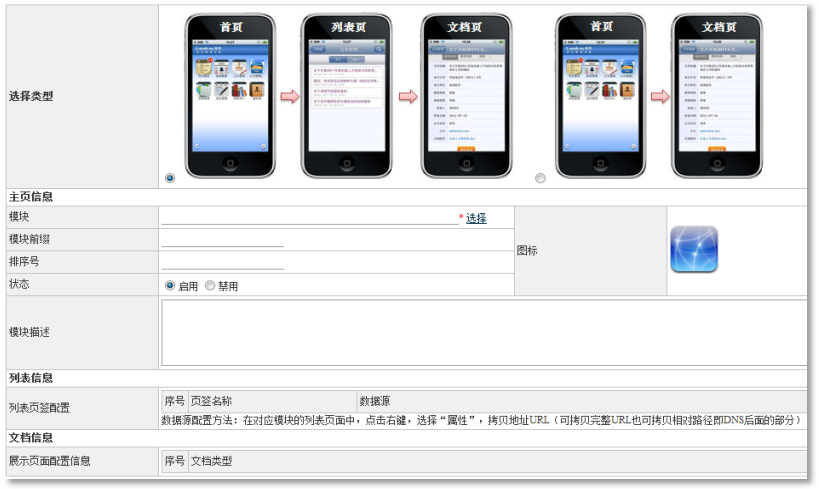 首页
列表页
文档页
首页
文档页
选择类型
主页信息
模块
* 选择
模块前缀
图标
排序号
状态
启用 禁用
模块描述
列表信息
列表页签配置
序号 页签名称 数据源
数据源配置方法：在对应模块的列表页面中，点击右键，选择“属性”，拷贝地址URL（可拷贝完整URL也可拷贝相对路径即DNS后面的部分）
文档信息
展示页面配置信息
序号 文档类型